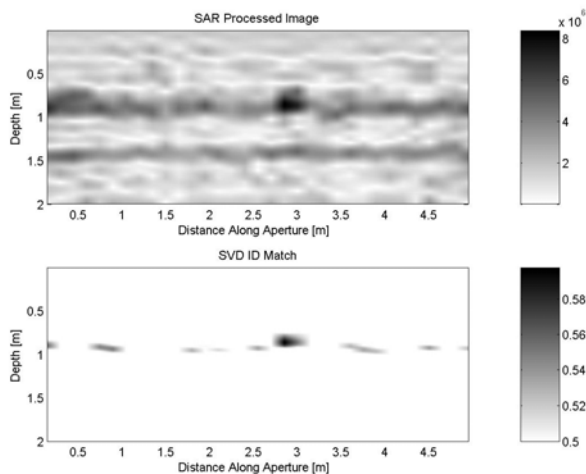 SAR Processed Image
x 10^6
Depth [m]
0.5
1
1.5
2
0.5 1 1.5 2 2.5 3 3.5 4 4.5
Distance Along Aperture [m]
8
6
4
2
SVD ID Match
Depth [m]
0.5
1
1.5
2
0.5 1 1.5 2 2.5 3 3.5 4 4.5
Distance Along Aperture [m]
0.58
0.56
0.54
0.52
0.5